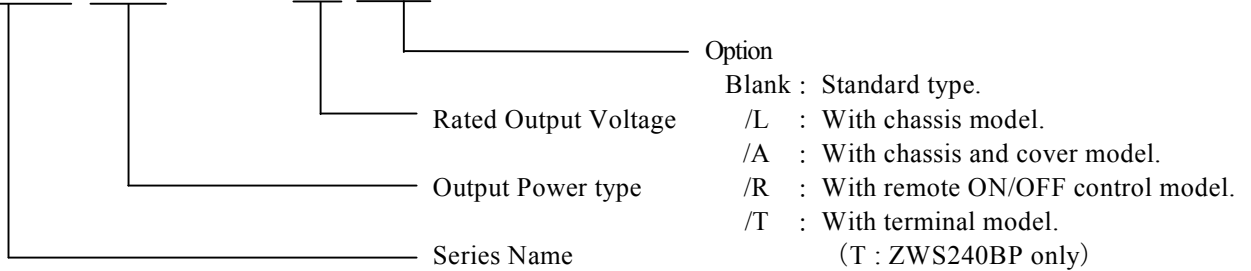 Option
Blank : Standard type.
Rated Output Voltage
/L : With chassis model.
/A : With chassis and cover model.
Output Power type
/R : With remote ON/OFF control model.
/T : With terminal model.
Series Name
（T : ZWS240BP only）